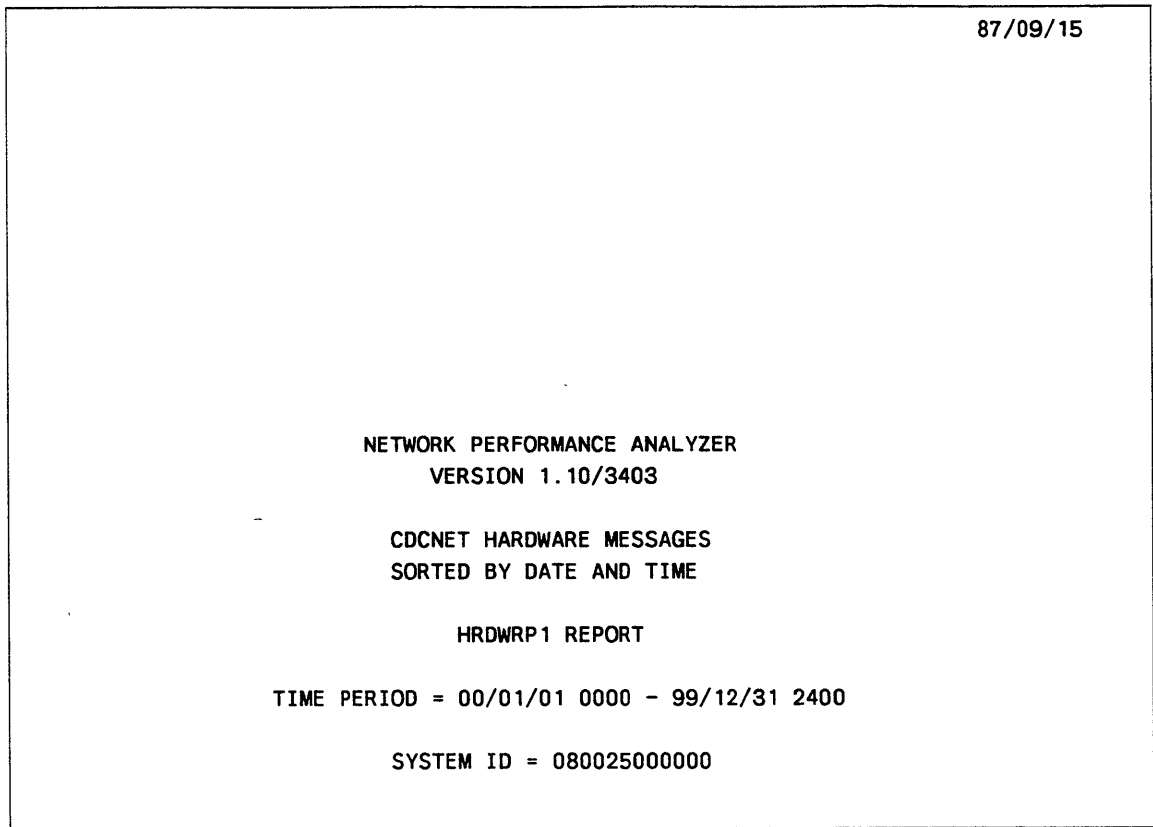 87/09/15
NETWORK PERFORMANCE ANALYZER
VERSION 1.10/3403
CDCNET HARDWARE MESSAGES
SORTED BY DATE AND TIME
HRDWRP1 REPORT
TIME PERIOD = 00/01/01 0000 - 99/12/31 2400
SYSTEM ID = 080025000000